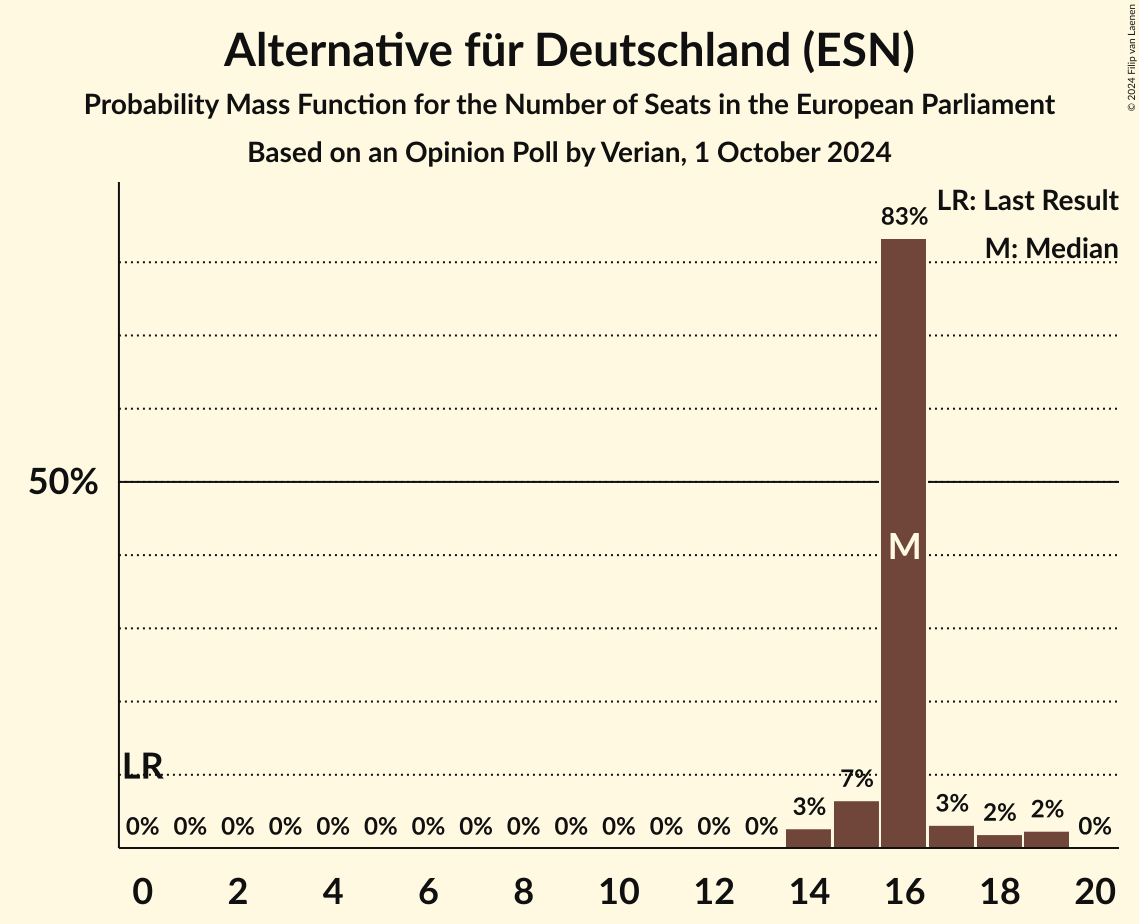 Alternative für Deutschland (ESN)
Probability Mass Function for the Number of Seats in the European Parliament
Based on an Opinion Poll by Verian, 1 October 2024
© 2024 Filip van Laenen
LR: Last Result
M: Median
83%
50%
M
LR
7%
3%
3%
2%
2%
0% 0% 0% 0% 0% 0% 0% 0% 0% 0% 0% 0% 0% 0% 0%
0 2 4 6 8 10 12 14 16 18 20